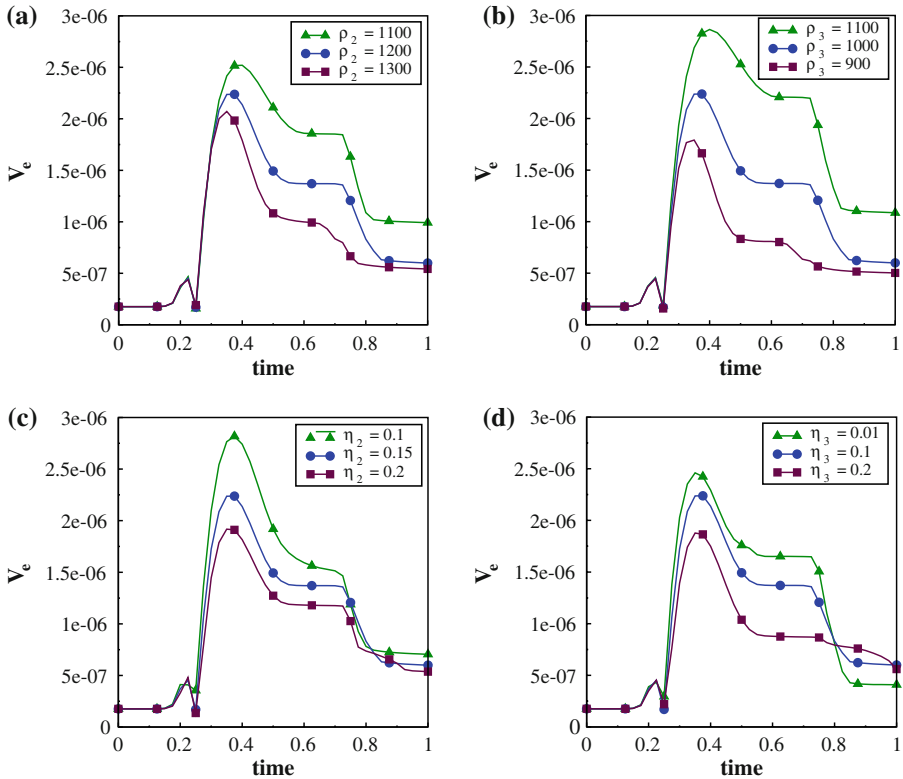 (a)
3e-06
2.5e-06
2e-06
1.5e-06
1e-06
5e-07
0
V_e
ρ_2 = 1100
ρ_2 = 1200
ρ_2 = 1300
0 0.2 0.4 0.6 0.8 1
time
(b)
3e-06
2.5e-06
2e-06
1.5e-06
1e-06
5e-07
0
V_e
ρ_3 = 1100
ρ_3 = 1000
ρ_3 = 900
0 0.2 0.4 0.6 0.8 1
time
(c)
3e-06
2.5e-06
2e-06
1.5e-06
1e-06
5e-07
0
V_e
η_2 = 0.1
η_2 = 0.15
η_2 = 0.2
0 0.2 0.4 0.6 0.8 1
time
(d)
3e-06
2.5e-06
2e-06
1.5e-06
1e-06
5e-07
0
V_e
η_3 = 0.01
η_3 = 0.1
η_3 = 0.2
0 0.2 0.4 0.6 0.8 1
time